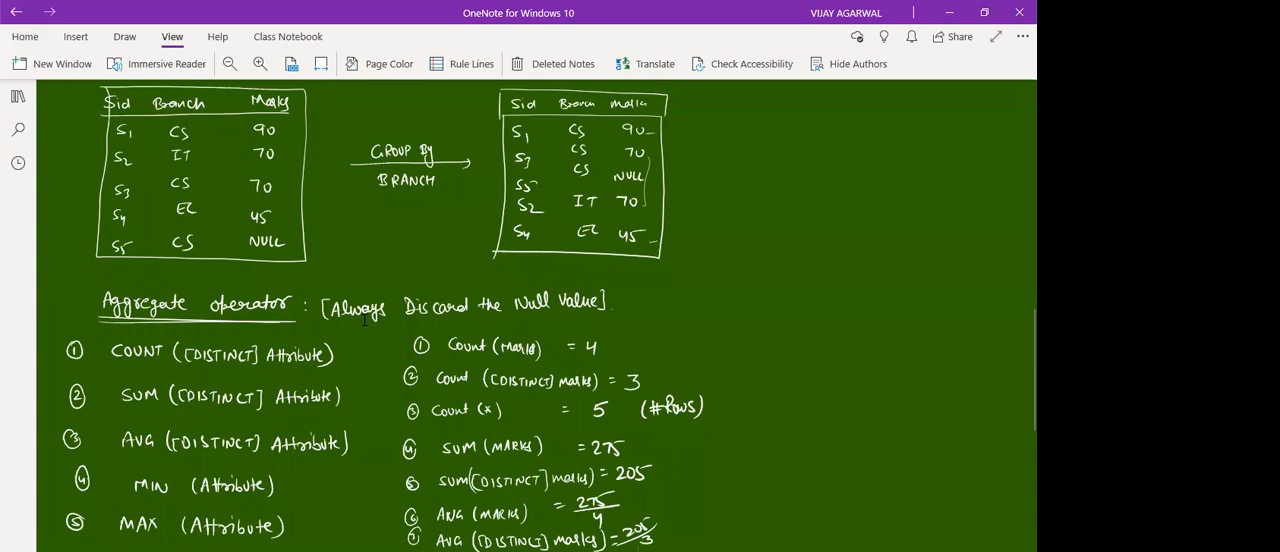 OneNote for Windows 10
VIJAY AGARWAL
Home Insert Draw View Help Class Notebook
Share
New Window Immersive Reader Page Color Rule Lines Deleted Notes Translate Check Accessibility Hide Authors
Sid Branch Marks
S1 CS 90
S2 IT 70
S3 CS 70
S4 EC 45
S5 CS NULL
GROUP By
BRANCH
Sid Branch Marks
S1 CS 90
S3 CS 70
S5 CS NULL
S2 IT 70
S4 EC 45
Aggregate operator : [Always Discard the Null Value].
① COUNT ([DISTINCT] Attribute)
② SUM ([DISTINCT] Attribute)
③ AVG ([DISTINCT] Attribute)
④ MIN (Attribute)
⑤ MAX (Attribute)
① Count (Marks) = 4
② Count ([DISTINCT] marks) = 3
③ Count (*) = 5 (#Rows)
④ SUM (MARKS) = 275
⑤ SUM([DISTINCT] marks) = 205
⑥ AVG (MARKS) = 275/4
⑦ AVG ([DISTINCT] marks) = 205/3